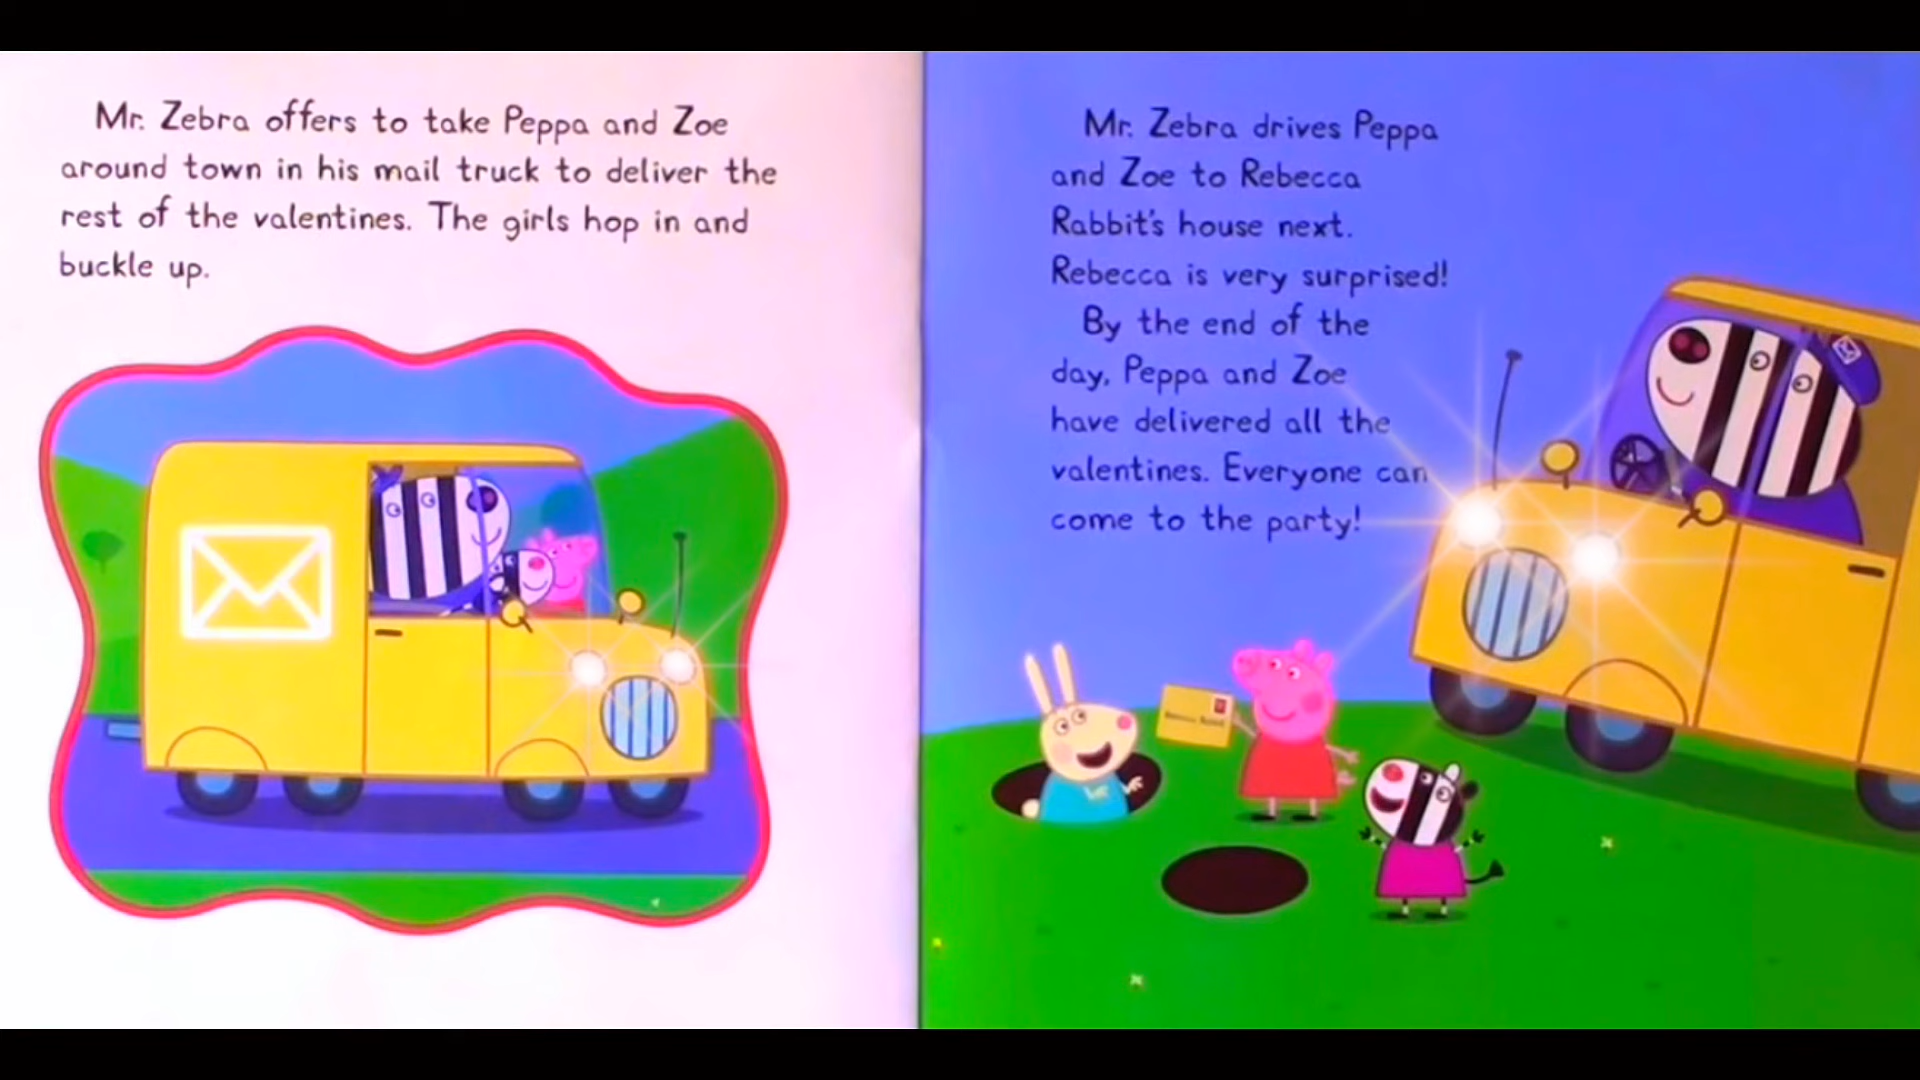 Mr. Zebra offers to take Peppa and Zoe
around town in his mail truck to deliver the
rest of the valentines. The girls hop in and
buckle up.
Mr. Zebra drives Peppa
and Zoe to Rebecca
Rabbit's house next.
Rebecca is very surprised!
By the end of the
day, Peppa and Zoe
have delivered all the
valentines. Everyone can
come to the party!
Rebecca Rabbit